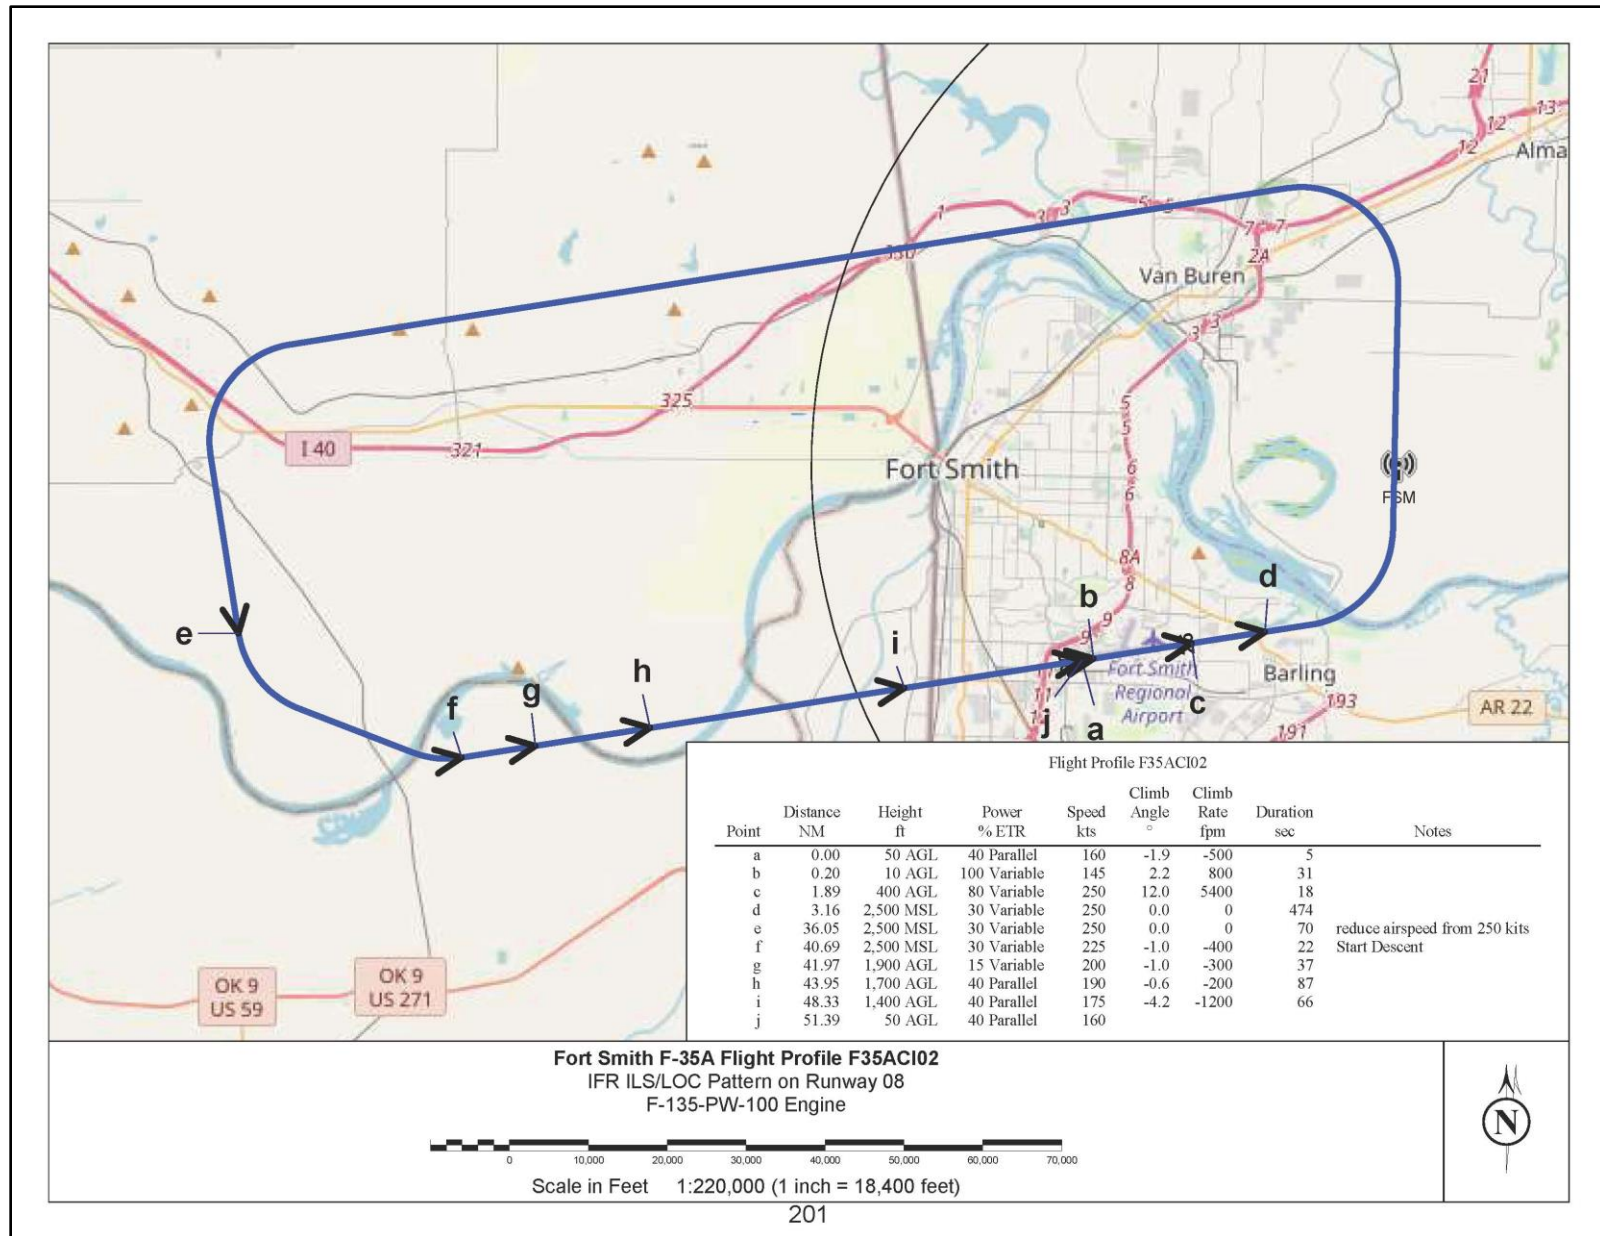 21
13
12
12
Alma
1
3
3
5
5
7
7
2A
Van Buren
3
3
325
I 40
321
5
5
Fort Smith
6
6
FSM
8A
8
d
b
e
9
9
i
h
g
f
Fort Smith
Regional
Airport
Barling
11
j
a
c
193
AR 22
191
OK 9
US 59
OK 9
US 271
Flight Profile F35ACI02
Point Distance NM Height ft Power % ETR Speed kts Climb Angle ° Climb Rate fpm Duration sec Notes
a 0.00 50 AGL 40 Parallel 160 -1.9 -500 5
b 0.20 10 AGL 100 Variable 145 2.2 800 31
c 1.89 400 AGL 80 Variable 250 12.0 5400 18
d 3.16 2,500 MSL 30 Variable 250 0.0 0 474
e 36.05 2,500 MSL 30 Variable 250 0.0 0 70 reduce airspeed from 250 kits
f 40.69 2,500 MSL 30 Variable 225 -1.0 -400 22 Start Descent
g 41.97 1,900 AGL 15 Variable 200 -1.0 -300 37
h 43.95 1,700 AGL 40 Parallel 190 -0.6 -200 87
i 48.33 1,400 AGL 40 Parallel 175 -4.2 -1200 66
j 51.39 50 AGL 40 Parallel 160
Fort Smith F-35A Flight Profile F35ACI02
IFR ILS/LOC Pattern on Runway 08
F-135-PW-100 Engine
0 10,000 20,000 30,000 40,000 50,000 60,000 70,000
Scale in Feet 1:220,000 (1 inch = 18,400 feet)
N
201